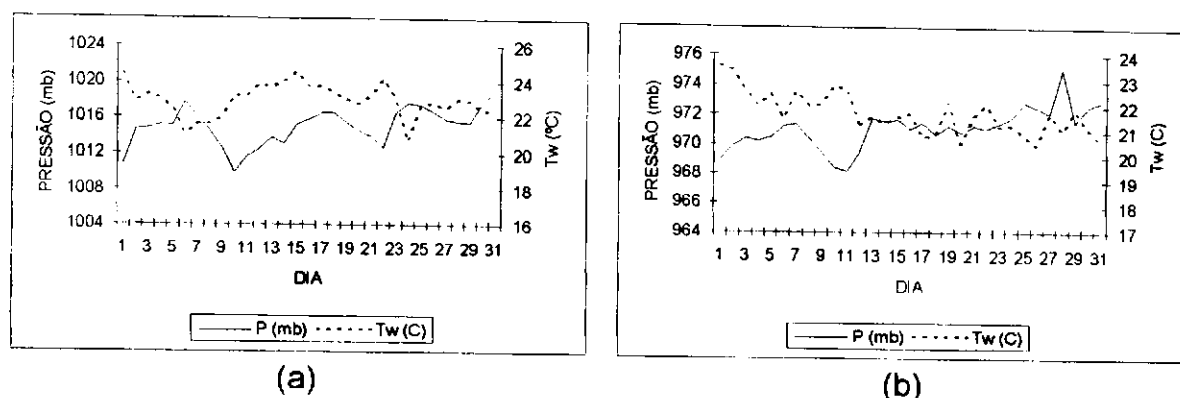 PRESSÃO (mb)
1024
1020
1016
1012
1008
1004
26
24
22
20
18
16
Tw (ºC)
1 3 5 7 9 11 13 15 17 19 21 23 25 27 29 31
DIA
P (mb) Tw (C)
(a)
PRESSÃO (mb)
976
974
972
970
968
966
964
24
23
22
21
20
19
18
17
Tw (C)
1 3 5 7 9 11 13 15 17 19 21 23 25 27 29 31
DIA
P (mb) Tw (C)
(b)